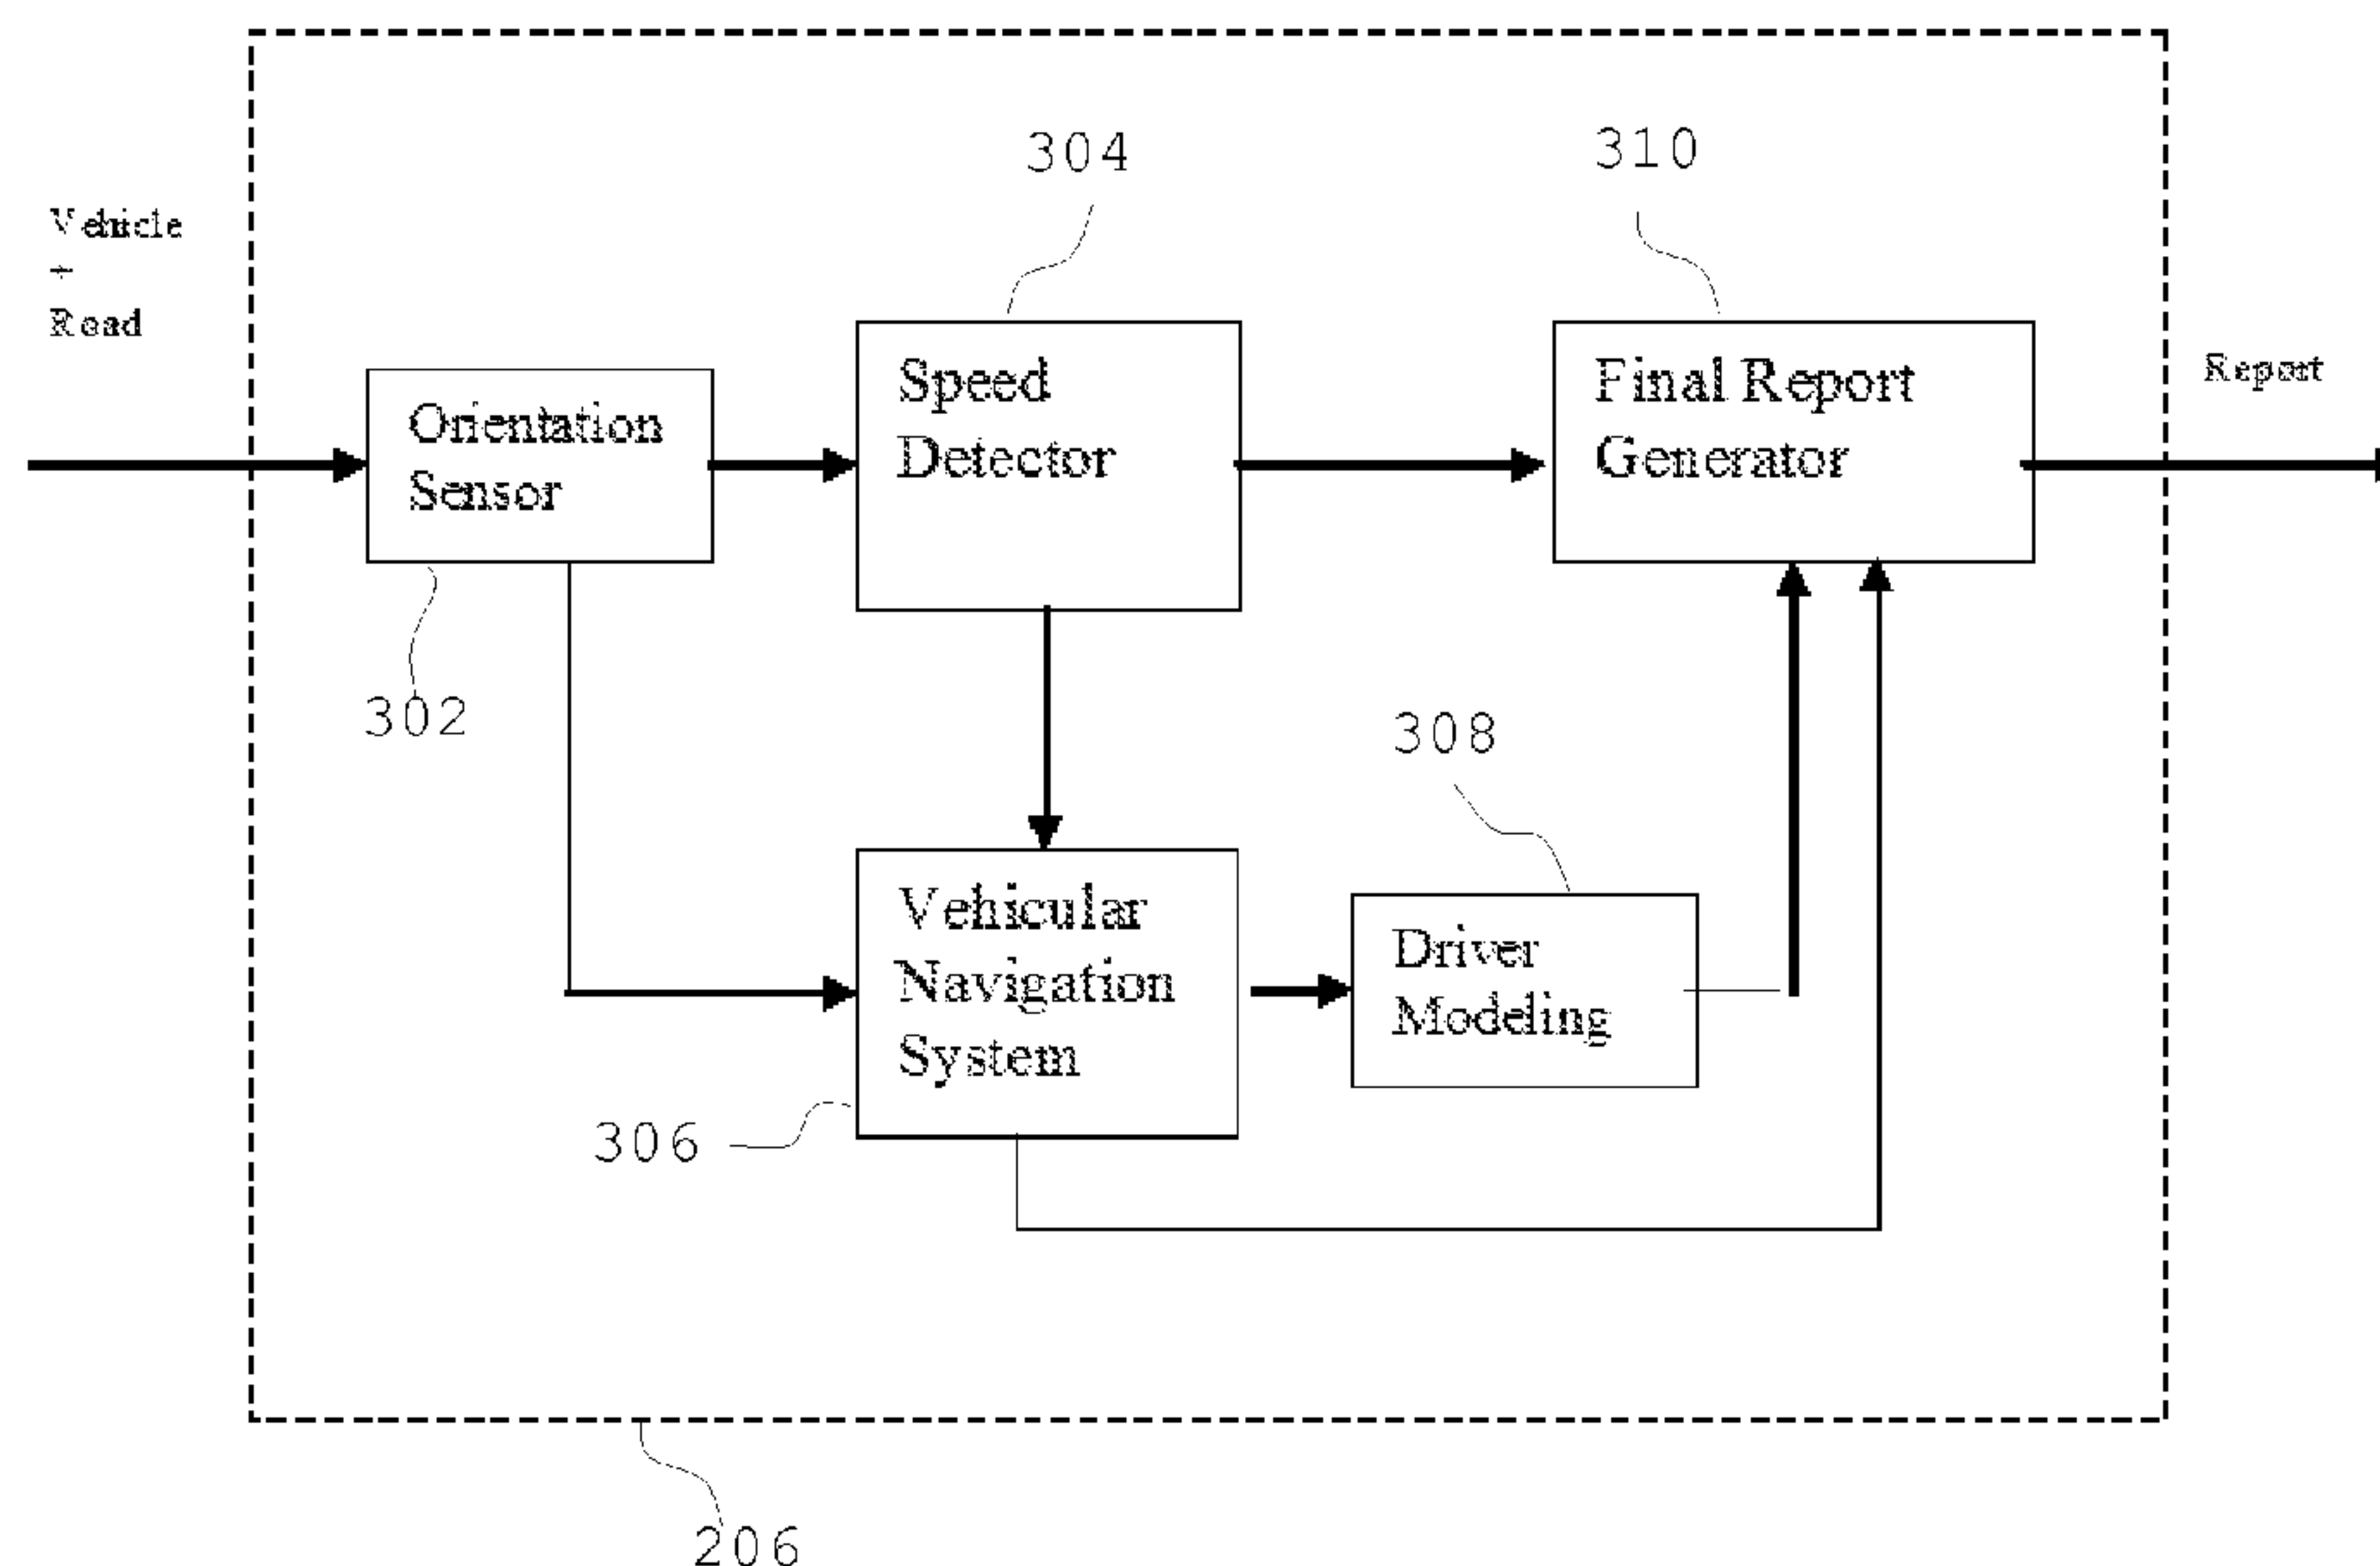 304
310
Vehicle
+
Road
Speed
Detector
Final Report
Generator
Report
Orientation
Sensor
302
308
Vehicular
Navigation
System
Driver
Modeling
306
206